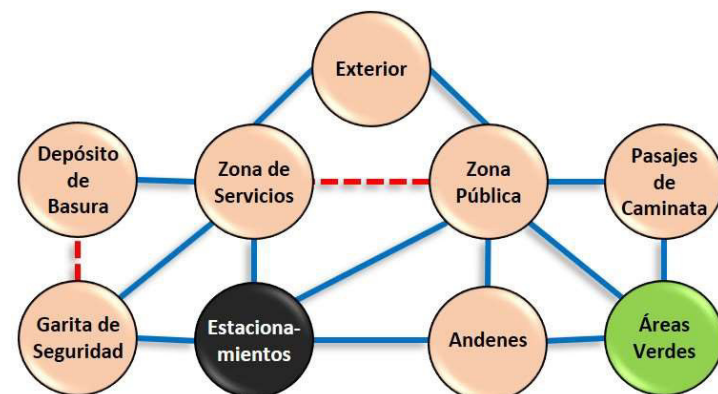 Exterior
Depósito
de
Basura
Zona de
Servicios
Zona
Pública
Pasajes
de
Caminata
Garita de
Seguridad
Estaciona-
mientos
Andenes
Áreas
Verdes